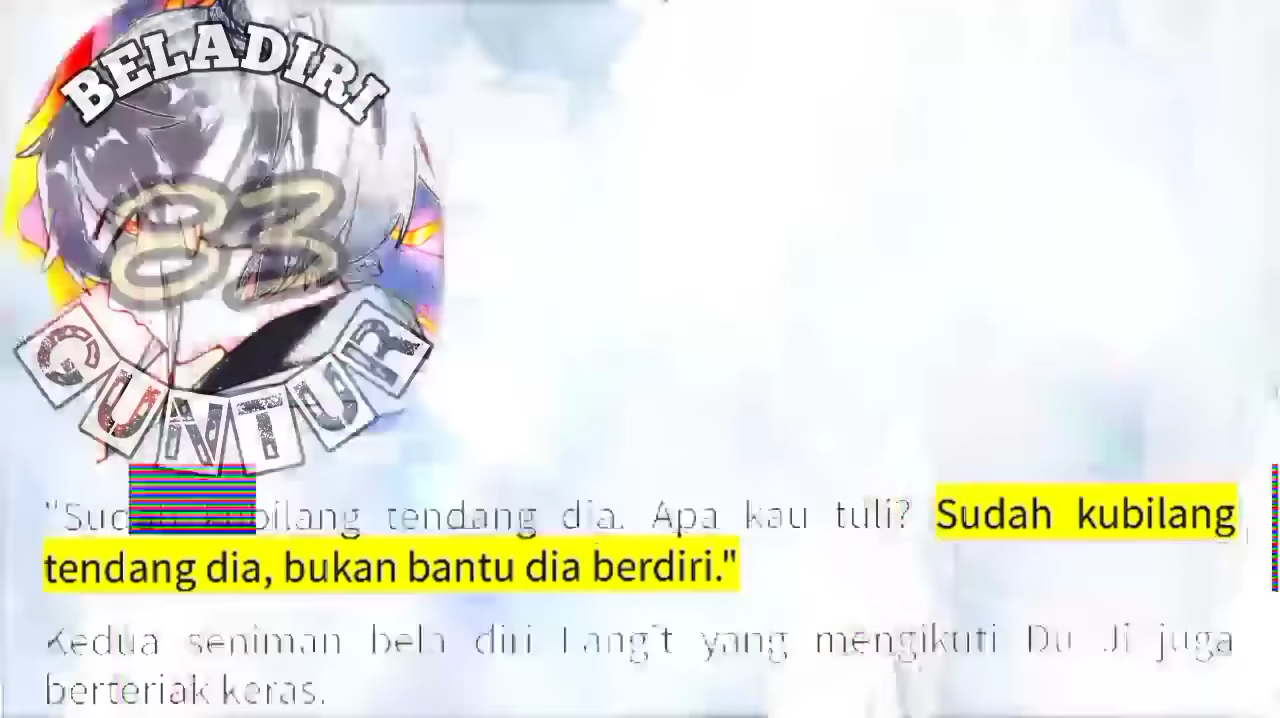 BELADIRI
83
GUNTUR
"Sudah kubilang tendang dia. Apa kau tuli? Sudah kubilang
tendang dia, bukan bantu dia berdiri."
Kedua seniman bela diri Langit yang mengikuti Du Ji juga
berteriak keras.